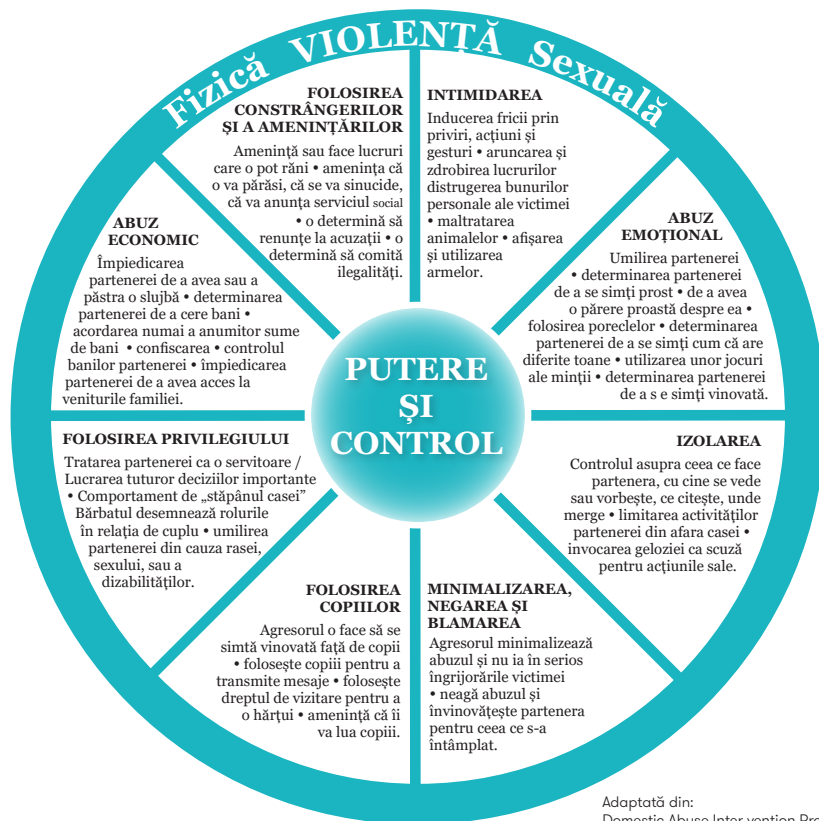 Fizică VIOLENȚĂ Sexuală
FOLOSIREA
CONSTRÂNGERILOR
ȘI A AMENINȚĂRILOR
Amenință sau face lucruri
care o pot răni • amenința că
o va părăsi, că se va sinucide,
că va anunța serviciul social
• o determină să
renunțe la acuzații • o
determină să comită
ilegalități.
INTIMIDAREA
Inducerea fricii prin
priviri, acțiuni și
gesturi • aruncarea și
zdrobirea lucrurilor
distrugerea bunurilor
personale ale victimei
• maltratarea
animalelor • afișarea
și utilizarea
armelor.
ABUZ
EMOȚIONAL
Umilirea partenerei
• determinarea partenerei
de a se simți prost • de a avea
o părere proastă despre ea •
folosirea poreclelor • determinarea
partenerei de a se simți cum că are
diferite toane • utilizarea unor jocuri
ale minții • determinarea partenerei
de a s e simți vinovată.
IZOLAREA
Controlul asupra ceea ce face
partenera, cu cine se vede
sau vorbește, ce citește, unde
merge • limitarea activităților
partenerei din afara casei •
invocarea geloziei ca scuză
pentru acțiunile sale.
MINIMALIZAREA,
NEGAREA ȘI
BLAMAREA
Agresorul minimalizează
abuzul și nu ia în serios
îngrijorările victimei
• neagă abuzul și
învinovățește partenera
pentru ceea ce s-a
întâmplat.
FOLOSIREA
COPIILOR
Agresorul o face să se
simtă vinovată față de copii
• folosește copiii pentru a
transmite mesaje • folosește
dreptul de vizitare pentru a
o hărțui • amenință că îi
va lua copiii.
FOLOSIREA PRIVILEGIULUI
Tratarea partenerei ca o servitoare /
Lucrarea tuturor deciziilor importante
• Comportament de „stăpânul casei”
Bărbatul desemnează rolurile
în relația de cuplu • umilirea
partenerei din cauza rasei,
sexului, sau a
dizabilităților.
ABUZ
ECONOMIC
Împiedicarea
partenerei de a avea sau a
păstra o slujbă • determinarea
partenerei de a cere bani •
acordarea numai a anumitor sume
de bani • confiscarea • controlul
banilor partenerei • împiedicarea
partenerei de a avea acces la
veniturile familiei.
PUTERE
ȘI
CONTROL
Adaptată din:
Domestic Abuse Inter vention